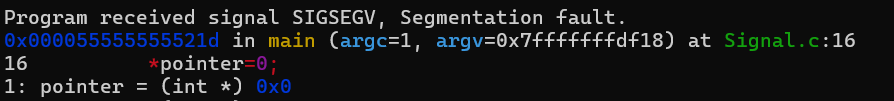 Program received signal SIGSEGV, Segmentation fault.
0x000055555555521d in main (argc=1, argv=0x7fffffffdf18) at Signal.c:16
16 *pointer=0;
1: pointer = (int *) 0x0